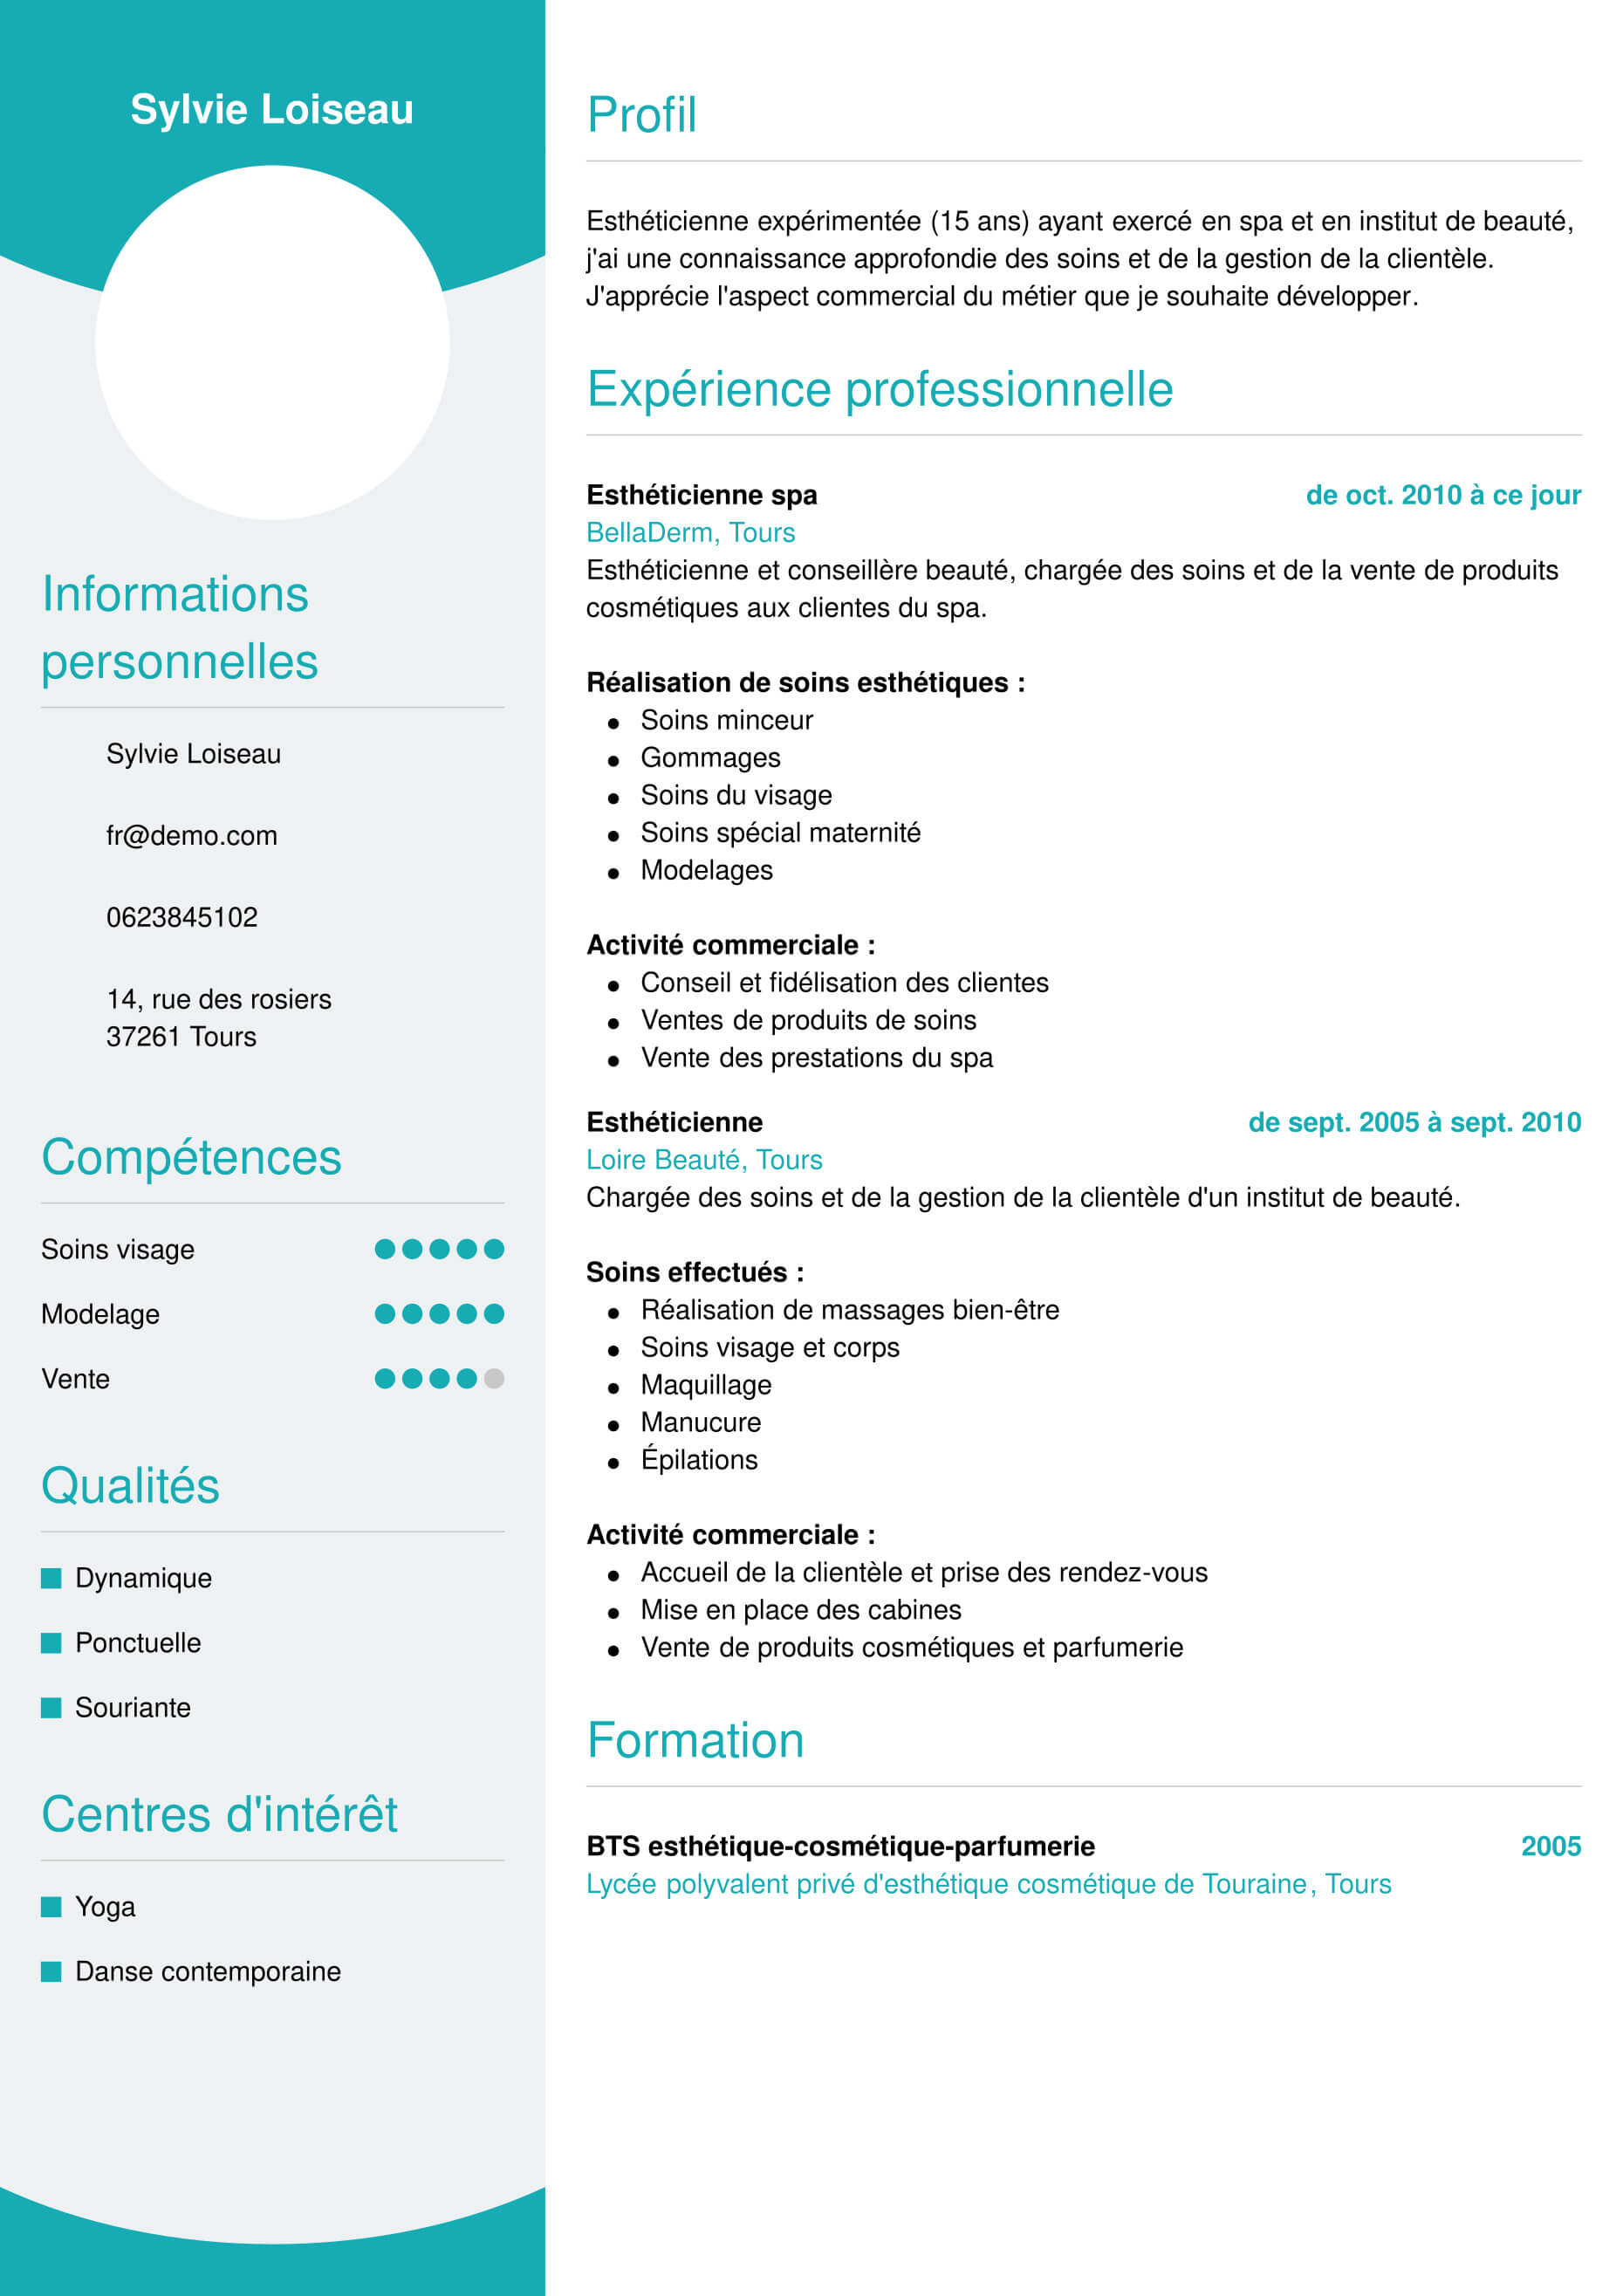 Sylvie Loiseau
Informations
personnelles
Sylvie Loiseau
fr@demo.com
0623845102
14, rue des rosiers
37261 Tours
Compétences
Soins visage
Modelage
Vente
Qualités
Dynamique
Ponctuelle
Souriante
Centres d'intérêt
Yoga
Danse contemporaine
Profil
Esthéticienne expérimentée (15 ans) ayant exercé en spa et en institut de beauté,
j'ai une connaissance approfondie des soins et de la gestion de la clientèle.
J'apprécie l'aspect commercial du métier que je souhaite développer.
Expérience professionnelle
Esthéticienne spa de oct. 2010 à ce jour
BellaDerm, Tours
Esthéticienne et conseillère beauté, chargée des soins et de la vente de produits
cosmétiques aux clientes du spa.
Réalisation de soins esthétiques :
• Soins minceur
• Gommages
• Soins du visage
• Soins spécial maternité
• Modelages
Activité commerciale :
• Conseil et fidélisation des clientes
• Ventes de produits de soins
• Vente des prestations du spa
Esthéticienne de sept. 2005 à sept. 2010
Loire Beauté, Tours
Chargée des soins et de la gestion de la clientèle d'un institut de beauté.
Soins effectués :
• Réalisation de massages bien-être
• Soins visage et corps
• Maquillage
• Manucure
• Épilations
Activité commerciale :
• Accueil de la clientèle et prise des rendez-vous
• Mise en place des cabines
• Vente de produits cosmétiques et parfumerie
Formation
BTS esthétique-cosmétique-parfumerie 2005
Lycée polyvalent privé d'esthétique cosmétique de Touraine, Tours